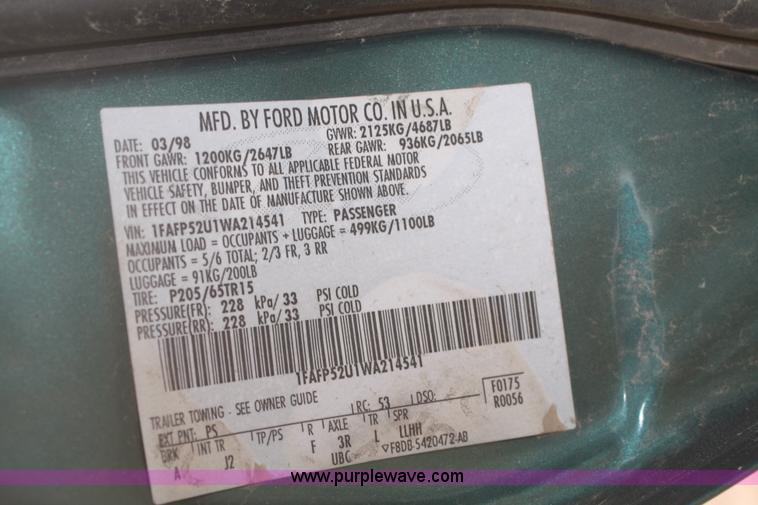 MFD. BY FORD MOTOR CO. IN U.S.A.
DATE: 03/98 GVWR: 2125KG/4687LB
FRONT GAWR: 1200KG/2647LB REAR GAWR: 936KG/2065LB
THIS VEHICLE CONFORMS TO ALL APPLICABLE FEDERAL MOTOR
VEHICLE SAFETY, BUMPER, AND THEFT PREVENTION STANDARDS
IN EFFECT ON THE DATE OF MANUFACTURE SHOWN ABOVE.
VIN: 1FAFP52U1WA214541 TYPE: PASSENGER
MAXIMUM LOAD = OCCUPANTS + LUGGAGE = 499KG/1100LB
OCCUPANTS = 5/6 TOTAL; 2/3 FR, 3 RR
LUGGAGE = 91KG/200LB
TIRE: P205/65TR15
PRESSURE(FR): 228 kPa/ 33 PSI COLD
PRESSURE(RR): 228 kPa/ 33 PSI COLD
1FAFP52U1WA214541
TRAILER TOWING - SEE OWNER GUIDE
EXT PNT: PS RC: 53 DSO: F0175
BRK INT TR TP/PS R AXLE TR SPR R0056
A J2 F 3R L LLHH
UBG F8DB-5420472-AB
www.purplewave.com